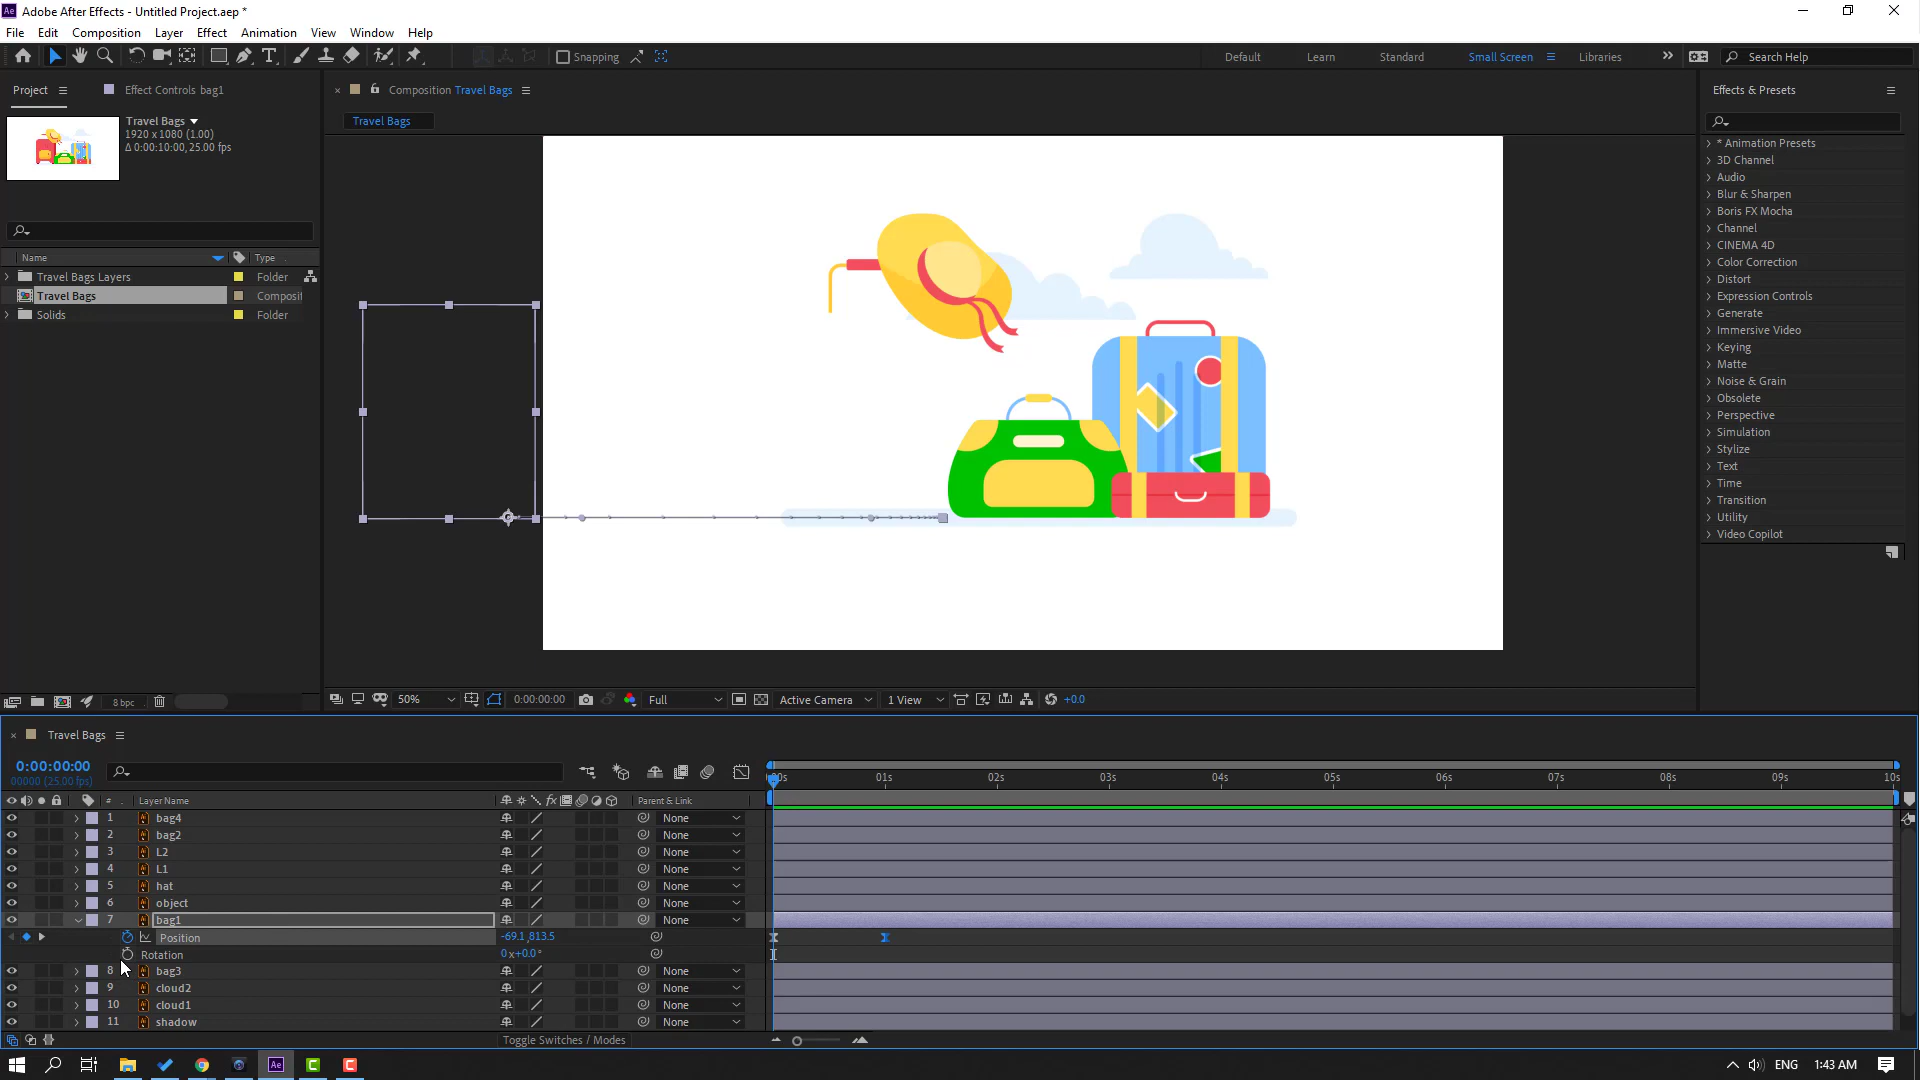 Adobe After Effects - Untitled Project.aep *
File Edit Composition Layer Effect Animation View Window Help
Snapping Default Learn Standard Small Screen Libraries Search Help
Project Effect Controls bag1
Travel Bags
1920 x 1080 (1.00)
Δ 0:00:10:00, 25.00 fps
Name Type
Travel Bags Layers Folder
Travel Bags Composit
Solids Folder
8 bpc
Composition Travel Bags
Travel Bags
50% 0:00:00:00 Full Active Camera 1 View +0.0
Effects & Presets
* Animation Presets
3D Channel
Audio
Blur & Sharpen
Boris FX Mocha
Channel
CINEMA 4D
Color Correction
Distort
Expression Controls
Generate
Immersive Video
Keying
Matte
Noise & Grain
Obsolete
Perspective
Simulation
Stylize
Text
Time
Transition
Utility
Video Copilot
Travel Bags
0:00:00:00
00000 (25.00 fps)
00s 01s 02s 03s 04s 05s 06s 07s 08s 09s 10s
# Layer Name fx Parent & Link
1 bag4 None
2 bag2 None
3 L2 None
4 L1 None
5 hat None
6 object None
7 bag1 None
Position -69.1,813.5
Rotation 0x+0.0°
8 bag3 None
9 cloud2 None
10 cloud1 None
11 shadow None
Toggle Switches / Modes
ENG 1:43 AM